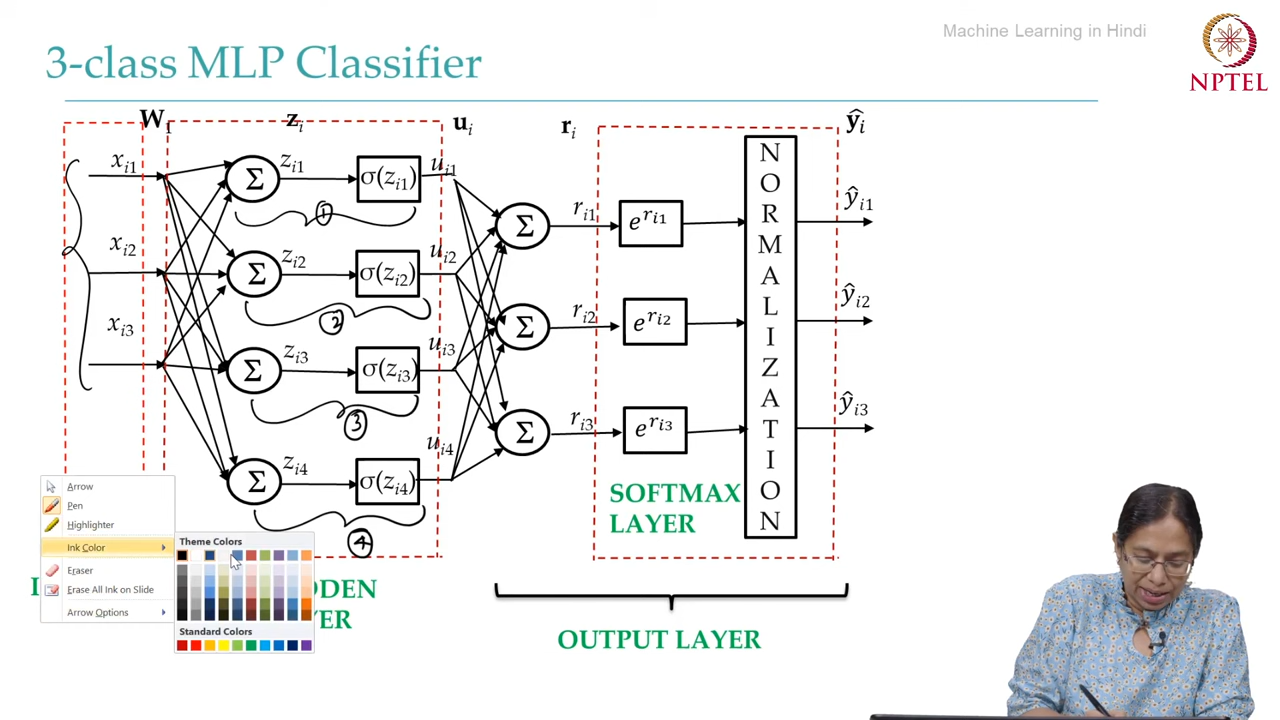 Machine Learning in Hindi
NPTEL
3-class MLP Classifier
W₁ zᵢ uᵢ rᵢ ŷᵢ
xᵢ₁ Σ zᵢ₁ σ(zᵢ₁) uᵢ₁
①
xᵢ₂ Σ zᵢ₂ σ(zᵢ₂) uᵢ₂
②
xᵢ₃ Σ zᵢ₃ σ(zᵢ₃) uᵢ₃
③
Σ zᵢ₄ σ(zᵢ₄) uᵢ₄
④
Σ rᵢ₁ e^{rᵢ₁} ŷᵢ₁
Σ rᵢ₂ e^{rᵢ₂} ŷᵢ₂
Σ rᵢ₃ e^{rᵢ₃} ŷᵢ₃
NORMALIZATION
SOFTMAX
LAYER
OUTPUT LAYER
Arrow
Pen
Highlighter
Ink Color
Eraser
Erase All Ink on Slide
Arrow Options
Theme Colors
Standard Colors